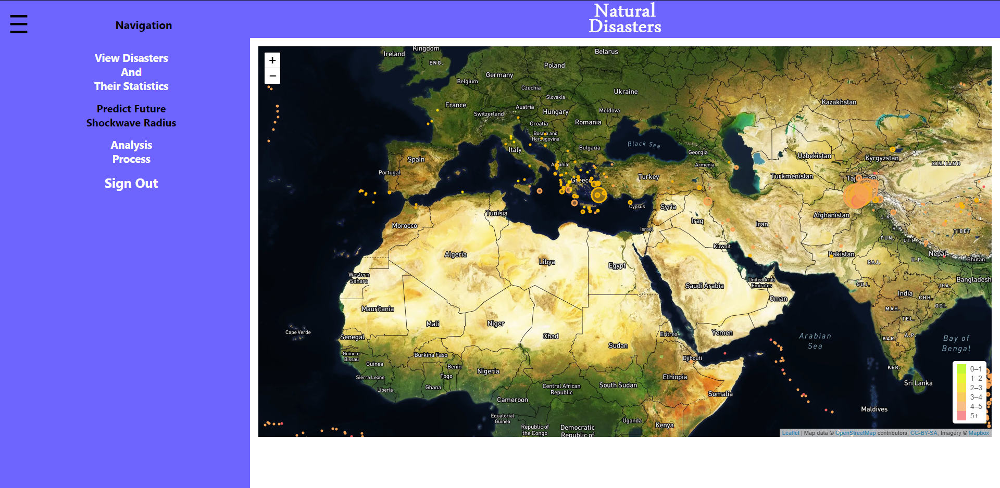 Natural
Disasters
Navigation
View Disasters
And
Their Statistics
Predict Future
Shockwave Radius
Analysis
Process
Sign Out
+
−
Kingdom
Ireland
ENG.
Belarus
Poland
Germany
Belgium
Czechia
Slovakia
Ukraine
France
Austria
Switzerland
Hungary
Moldova
Kazakhstan
Croatia
Romania
Bosnia and
Herzegovina
Italy
Bulgaria
Black Sea
Georgia
Spain
Albania
Armenia
Uzbekistan
Kyrgyzstan
XINJIANG
Portugal
Greece
Turkey
Turkmenistan
Tajikistan
Tunisia
Cyprus
Syria
Afghanistan
J.K.
Morocco
Israel
Iraq
Iran
H.P.
TIBET
PUN.
UTT.
Kuwait
Algeria
Libya
Egypt
Pakistan
Nepal
Bhutan
RAJ.
U.P.
Western
Sahara
Saudi Arabia
United Arab
Emirates
GUJ.
JHA.
Bangladesh
India
CHH.
Oman
ODI.
Mauritania
MAH.
TEL.
Mali
Niger
Cape Verde
Senegal
Chad
Sudan
Eritrea
Yemen
Arabian
Sea
KAR.
A.P.
Bay of
Bengal
Guinea-
Bissau
Burkina Faso
Djibouti
Guinea
Benin
Nigeria
KER.
Sierra Leone
Togo
Ghana
Liberia
Ethiopia
Central African
Republic
South Sudan
Sri Lanka
Cameroon
Somalia
Maldives
Equatorial
Guinea
Uganda
Kenya
Republic of
the Congo
Democratic
Republic of
0–1
1–2
2–3
3–4
4–5
5+
Leaflet | Map data © OpenStreetMap contributors, CC-BY-SA, Imagery © Mapbox